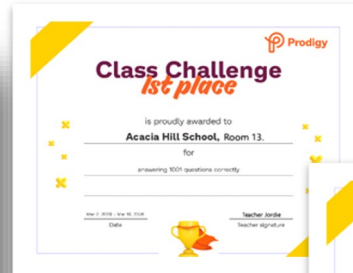 Prodigy
Class Challenge
1st place
is proudly awarded to
Acacia Hill School, Room 13.
for
answering 1001 questions correctly
Teacher Jordie
Date
Teacher signature